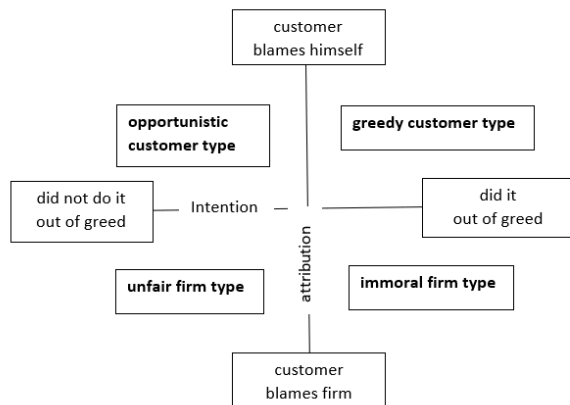 customer
blames himself
opportunistic
customer type
greedy customer type
did not do it
out of greed
Intention
did it
out of greed
attribution
unfair firm type
immoral firm type
customer
blames firm